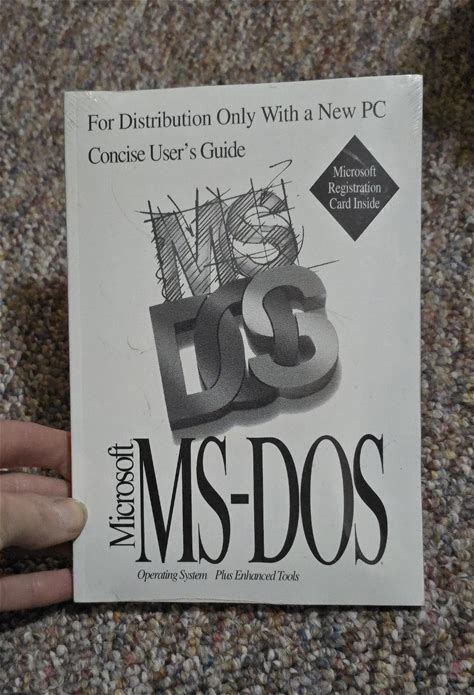 For Distribution Only With a New PC
Concise User's Guide
Microsoft
Registration
Card Inside
MS
DOS
Microsoft
MS-DOS
Operating System Plus Enhanced Tools